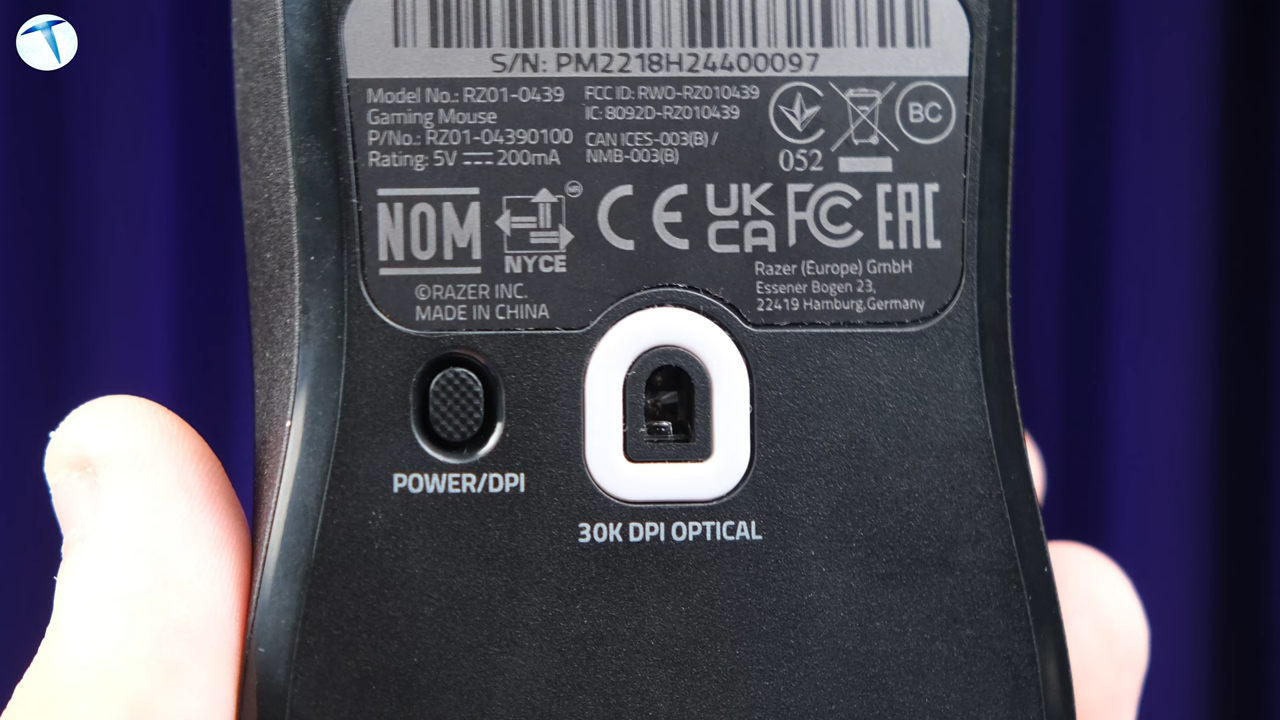 S/N: PM2218H24400097
Model No.: RZ01-0439
Gaming Mouse
P/No.: RZ01-04390100
Rating: 5V ⎓ 200mA
FCC ID: RWO-RZ010439
IC: 8092D-RZ010439
CAN ICES-003(B) /
NMB-003(B)
052
BC
NOM
NYCE
CE
UK
CA
FC
EAC
©RAZER INC.
MADE IN CHINA
Razer (Europe) GmbH
Essener Bogen 23,
22419 Hamburg,Germany
POWER/DPI
30K DPI OPTICAL